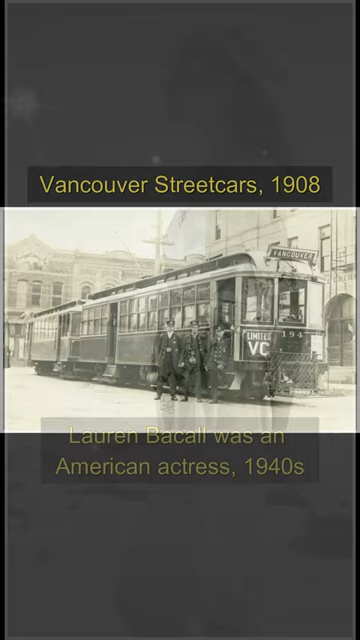 Vancouver Streetcars, 1908
VANCOUVER
LIMITED
194
VC
Lauren Bacall was an
American actress, 1940s